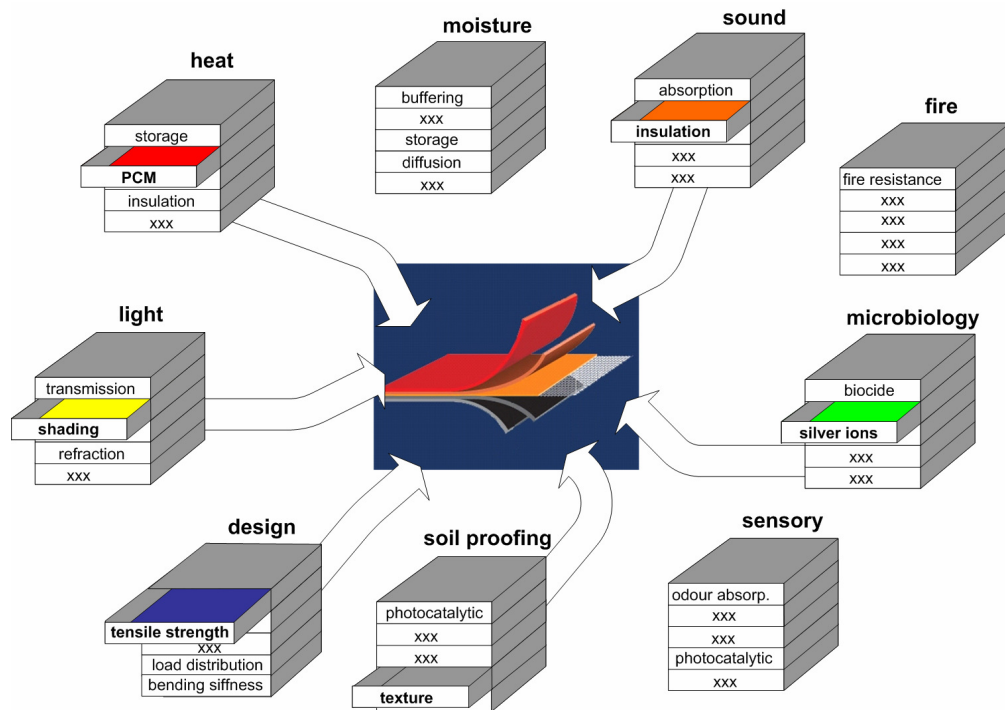 heat
storage
PCM
insulation
xxx
moisture
buffering
xxx
storage
diffusion
xxx
sound
absorption
insulation
xxx
xxx
fire
fire resistance
xxx
xxx
xxx
xxx
light
transmission
shading
refraction
xxx
microbiology
biocide
silver ions
xxx
xxx
design
tensile strength
xxx
load distribution
bending siffness
soil proofing
photocatalytic
xxx
xxx
texture
sensory
odour absorp.
xxx
xxx
photocatalytic
xxx